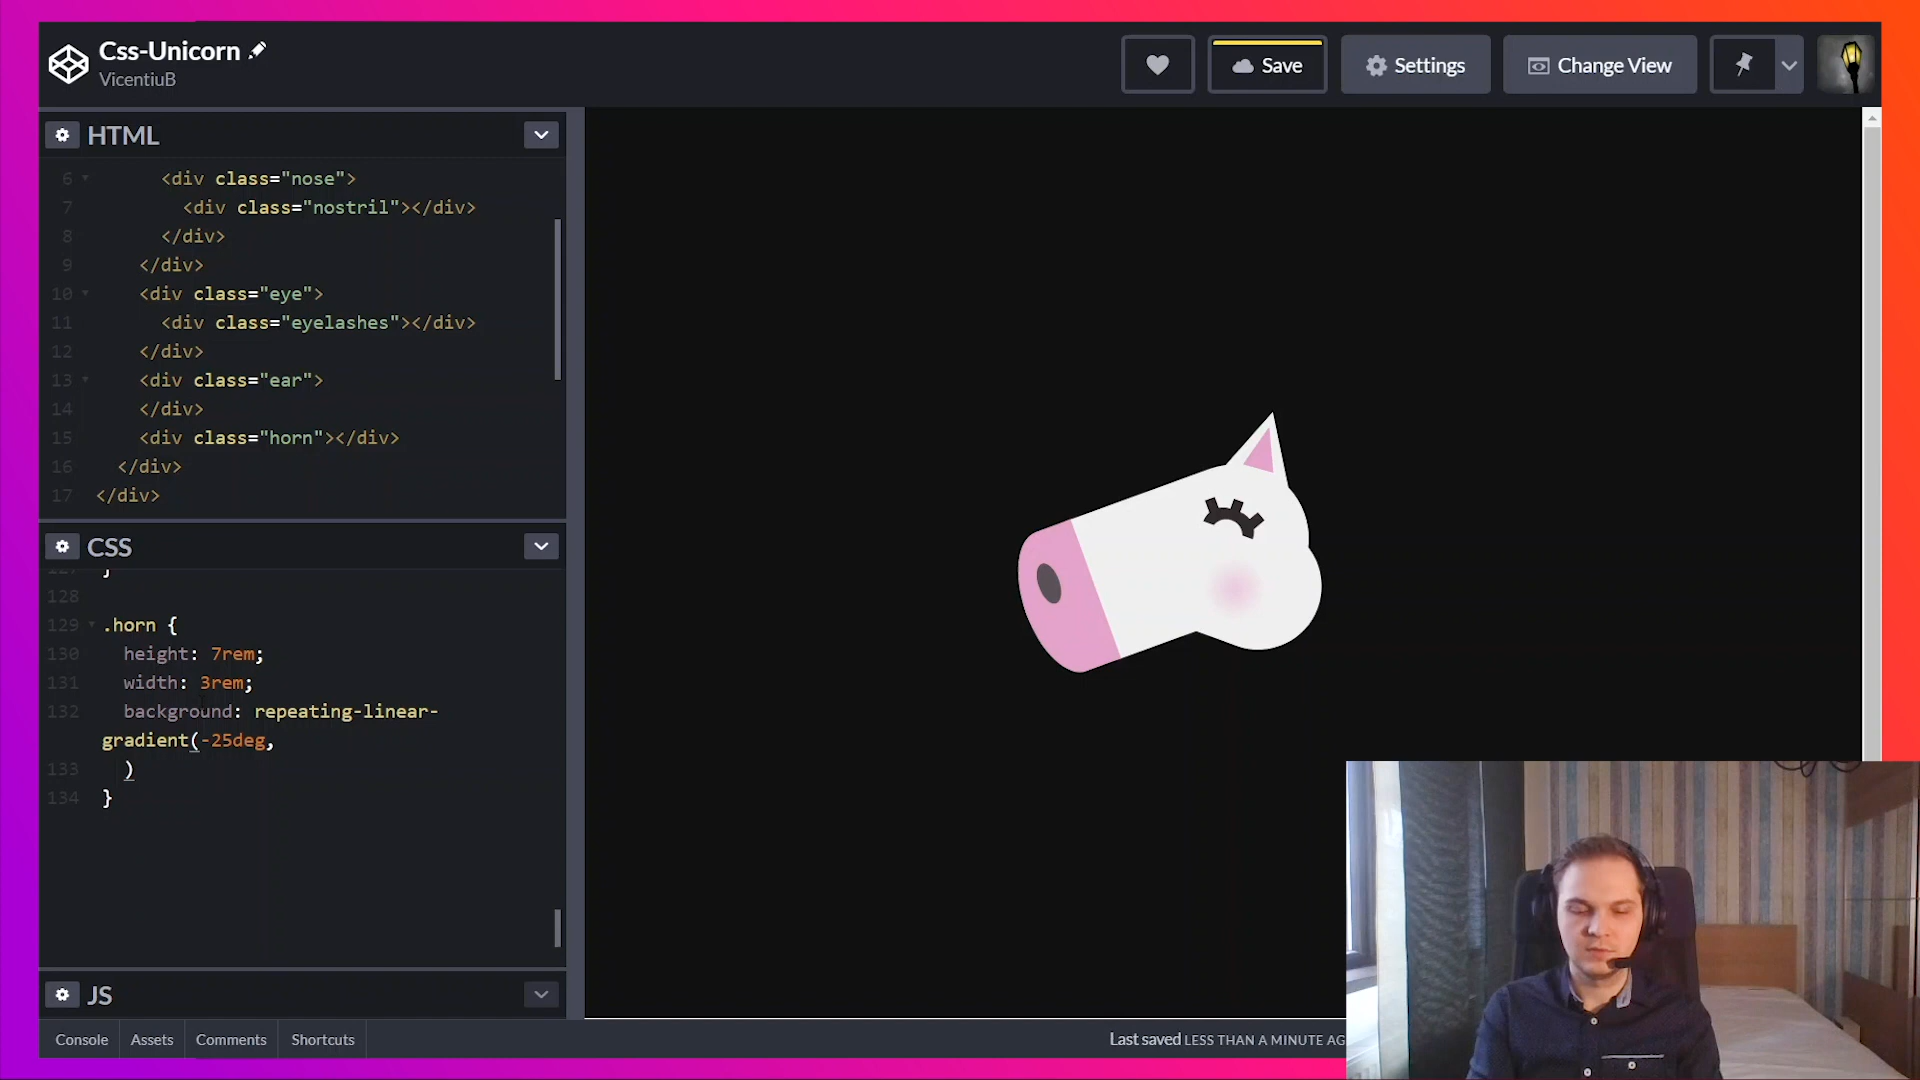 Css-Unicorn
VicentiuB
Save
Settings
Change View
HTML
6 <div class="nose">
7 <div class="nostril"></div>
8 </div>
9 </div>
10 <div class="eye">
11 <div class="eyelashes"></div>
12 </div>
13 <div class="ear">
14 </div>
15 <div class="horn"></div>
16 </div>
17 </div>
CSS
127 }
128
129 .horn {
130 height: 7rem;
131 width: 3rem;
132 background: repeating-linear-
gradient(-25deg,
133 )
134 }
JS
Console Assets Comments Shortcuts
Last saved LESS THAN A MINUTE AG